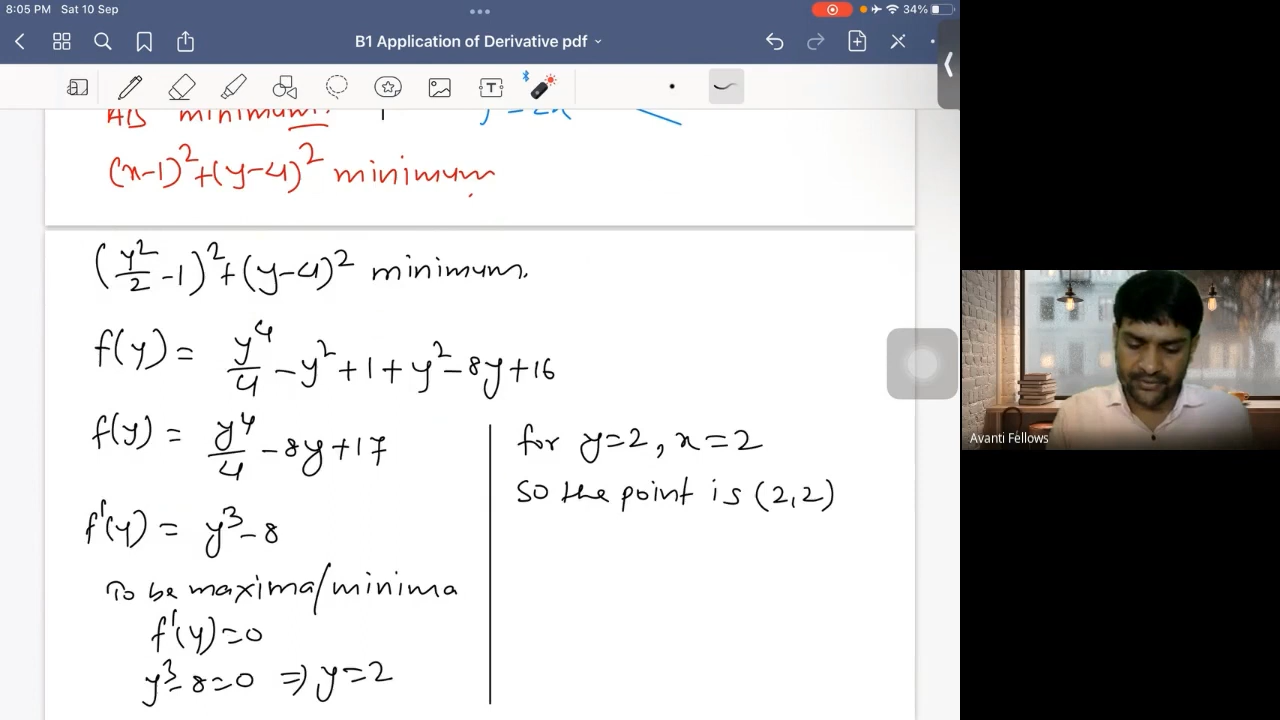 8:05 PM Sat 10 Sep
34%
B1 Application of Derivative pdf
T
AB minimum.
(x-1)²+(y-4)² minimum
(y²/2 -1)²+(y-4)² minimum.
f(y) = y⁴/4 - y² +1+ y² - 8y+16
f(y) = y⁴/4 - 8y+17
f'(y) = y³-8
To be maxima/minima
f'(y)=0
y³-8=0 ⇒ y=2
for y=2, x=2
So the point is (2,2)
Avanti Fellows